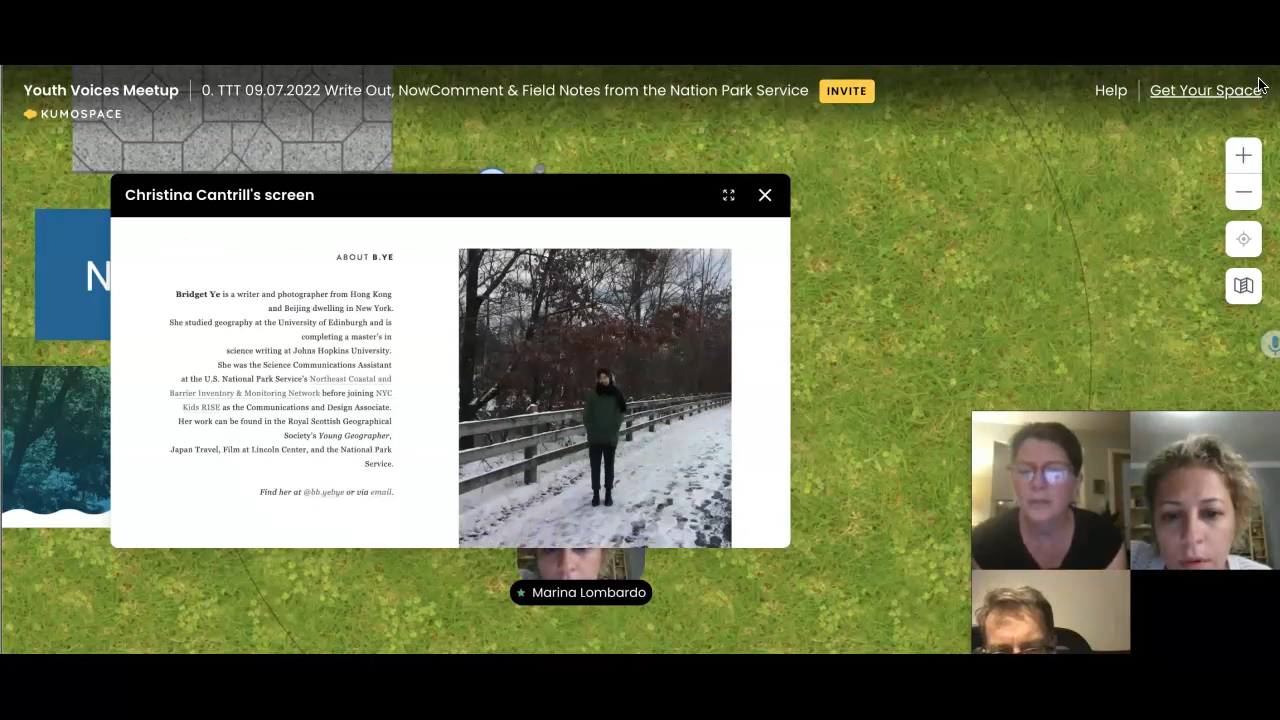 Youth Voices Meetup
0. TTT 09.07.2022 Write Out, NowComment & Field Notes from the Nation Park Service
INVITE
Help
Get Your Space
KUMOSPACE
Christina Cantrill's screen
N
ABOUT B.YE
Bridget Ye is a writer and photographer from Hong Kong
and Beijing dwelling in New York.
She studied geography at the University of Edinburgh and is
completing a master's in
science writing at Johns Hopkins University.
She was the Science Communications Assistant
at the U.S. National Park Service's Northeast Coastal and
Barrier Inventory & Monitoring Network before joining NYC
Kids RISE as the Communications and Design Associate.
Her work can be found in the Royal Scottish Geographical
Society's Young Geographer,
Japan Travel, Film at Lincoln Center, and the National Park
Service.
Find her at @bb.yebye or via email.
Marina Lombardo